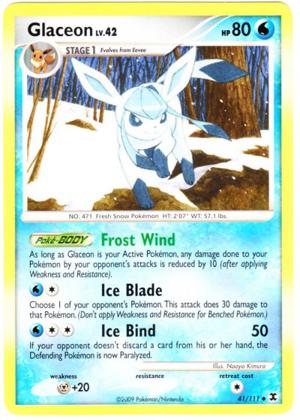 Glaceon LV.42 HP 80
STAGE 1 Evolves from Eevee
NO. 471 Fresh Snow Pokémon HT: 2'07" WT: 57.1 lbs.
Poké-BODY Frost Wind
As long as Glaceon is your Active Pokémon, any damage done to your
Pokémon by your opponent's attacks is reduced by 10 (after applying
Weakness and Resistance).
Ice Blade
Choose 1 of your opponent's Pokémon. This attack does 30 damage to
that Pokémon. (Don't apply Weakness and Resistance for Benched Pokémon.)
Ice Bind 50
If your opponent doesn't discard a card from his or her hand, the
Defending Pokémon is now Paralyzed.
Illus. Naoyo Kimura
weakness resistance retreat cost
+20
©2009 Pokémon/Nintendo 41/111